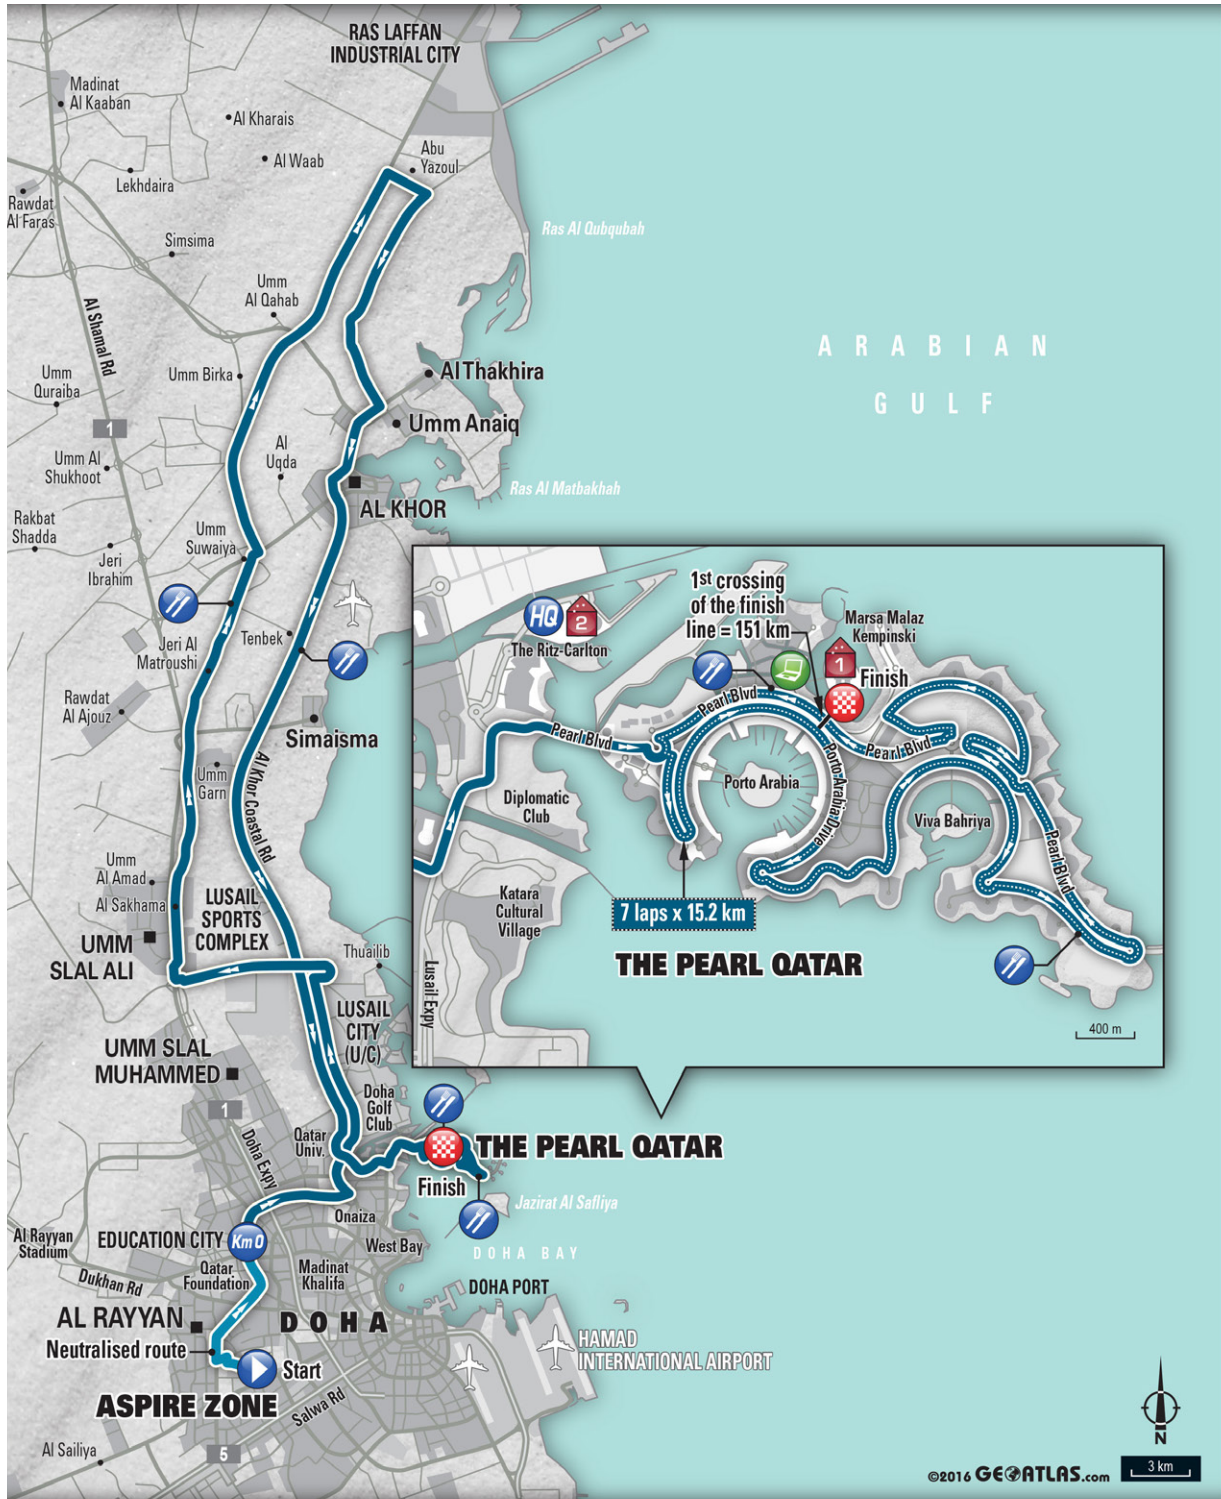 RAS LAFFAN
INDUSTRIAL CITY
Madinat
Al Kaaban
Al Kharais
Al Waab
Abu
Yazoul
Lekhdaira
Rawdat
Al Faras
Simsima
Ras Al Qubqubah
Umm
Al Qahab
Al Shamal Rd
ARABIAN
GULF
Umm
Quraiba
Umm Birka
Al Thakhira
1
Umm Anaiq
Al
Uqda
Umm Al
Shukhoot
Ras Al Matbakhah
AL KHOR
Rakbat
Shadda
Umm
Suwaiya
Jeri
Ibrahim
Jeri Al
Matroushi
Tenbek
Rawdat
Al Ajouz
Simaisma
Umm
Garn
Al Khor Coastal Rd
Umm
Al Amad
Al Sakhama
LUSAIL
SPORTS
COMPLEX
UMM
SLAL ALI
Thuailib
LUSAIL
CITY
(U/C)
UMM SLAL
MUHAMMED
1
Doha
Golf
Club
Doha Expy
Qatar
Univ.
THE PEARL QATAR
Finish
Jazirat Al Safliya
Onaiza
West Bay
DOHA BAY
Al Rayyan
Stadium
EDUCATION CITY
Km 0
Qatar
Foundation
Madinat
Khalifa
Dukhan Rd
DOHA PORT
AL RAYYAN
DOHA
Neutralised route
HAMAD
INTERNATIONAL AIRPORT
Start
ASPIRE ZONE
Salwa Rd
Al Sailiya
5
1st crossing
of the finish
line = 151 km
HQ
2
The Ritz-Carlton
Marsa Malaz
Kempinski
1
Finish
Pearl Blvd
Pearl Blvd
Pearl Blvd
Porto Arabia
Porto Arabia Drive
Diplomatic
Club
Viva Bahriya
Pearl Blvd
Katara
Cultural
Village
7 laps x 15.2 km
THE PEARL QATAR
Lusail Expy
400 m
N
©2016 GEOATLAS.com
3 km